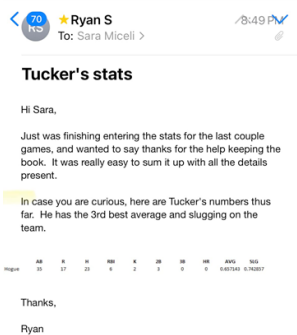 70
RS
Ryan S
8:49 PM
To: Sara Miceli >
Tucker's stats
Hi Sara,
Just was finishing entering the stats for the last couple
games, and wanted to say thanks for the help keeping the
book. It was really easy to sum it up with all the details
present.
In case you are curious, here are Tucker's numbers thus
far. He has the 3rd best average and slugging on the
team.
AB R H RBI K 2B 3B HR AVG SLG
Hogue 35 17 23 6 2 3 0 0 0.657143 0.742857
Thanks,
Ryan